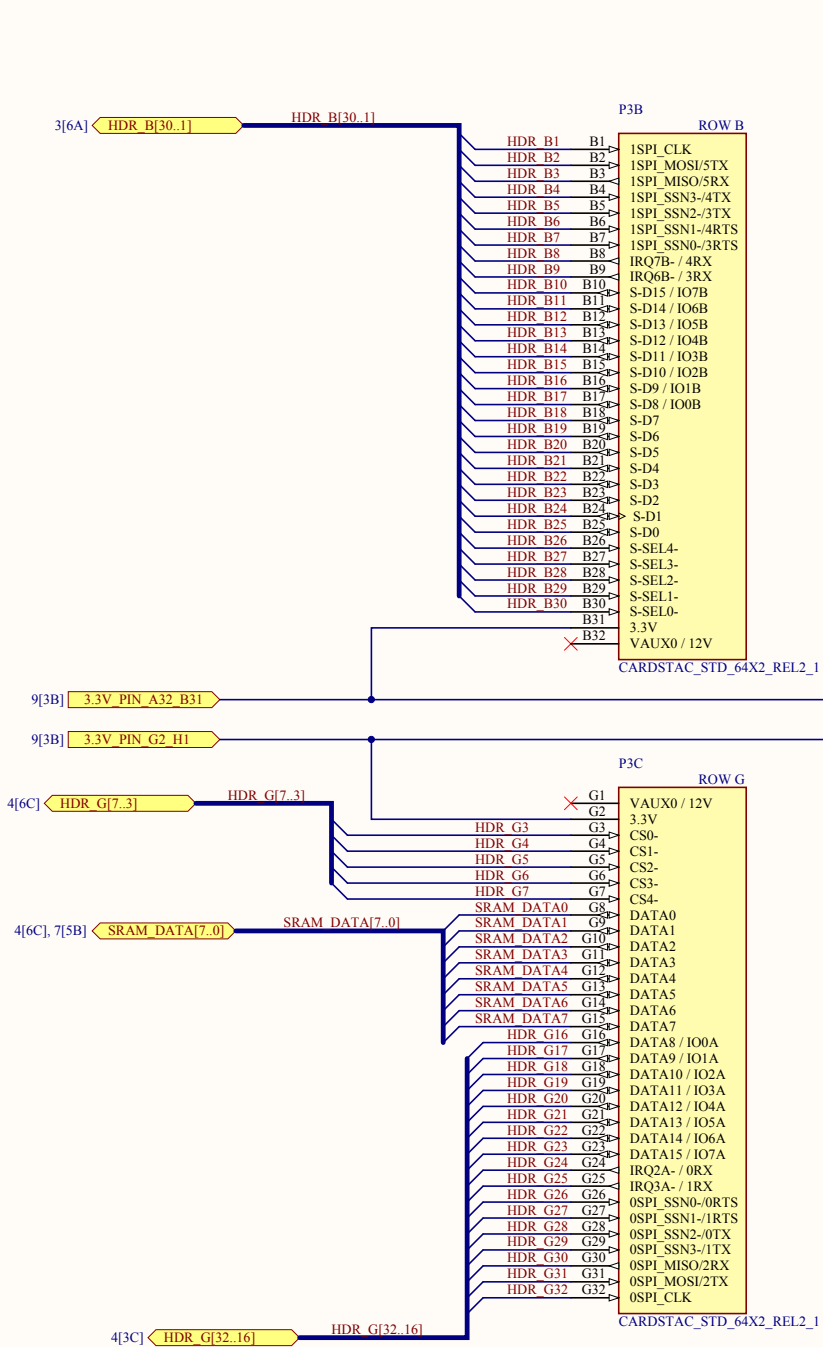 P3B
ROW B
3[6A] HDR_B[30..1] HDR_B[30..1]
HDR_B1 B1 1SPI_CLK
HDR_B2 B2 1SPI_MOSI/5TX
HDR_B3 B3 1SPI_MISO/5RX
HDR_B4 B4 1SPI_SSN3-/4TX
HDR_B5 B5 1SPI_SSN2-/3TX
HDR_B6 B6 1SPI_SSN1-/4RTS
HDR_B7 B7 1SPI_SSN0-/3RTS
HDR_B8 B8 IRQ7B- / 4RX
HDR_B9 B9 IRQ6B- / 3RX
HDR_B10 B10 S-D15 / IO7B
HDR_B11 B11 S-D14 / IO6B
HDR_B12 B12 S-D13 / IO5B
HDR_B13 B13 S-D12 / IO4B
HDR_B14 B14 S-D11 / IO3B
HDR_B15 B15 S-D10 / IO2B
HDR_B16 B16 S-D9 / IO1B
HDR_B17 B17 S-D8 / IO0B
HDR_B18 B18 S-D7
HDR_B19 B19 S-D6
HDR_B20 B20 S-D5
HDR_B21 B21 S-D4
HDR_B22 B22 S-D3
HDR_B23 B23 S-D2
HDR_B24 B24 S-D1
HDR_B25 B25 S-D0
HDR_B26 B26 S-SEL4-
HDR_B27 B27 S-SEL3-
HDR_B28 B28 S-SEL2-
HDR_B29 B29 S-SEL1-
HDR_B30 B30 S-SEL0-
B31 3.3V
B32 VAUX0 / 12V
CARDSTAC_STD_64X2_REL2_1
9[3B] 3.3V_PIN_A32_B31
9[3B] 3.3V_PIN_G2_H1
P3C
ROW G
4[6C] HDR_G[7..3] HDR_G[7..3]
G1 VAUX0 / 12V
G2 3.3V
HDR_G3 G3 CS0-
HDR_G4 G4 CS1-
HDR_G5 G5 CS2-
HDR_G6 G6 CS3-
HDR_G7 G7 CS4-
4[6C], 7[5B] SRAM_DATA[7..0] SRAM_DATA[7..0]
SRAM_DATA0 G8 DATA0
SRAM_DATA1 G9 DATA1
SRAM_DATA2 G10 DATA2
SRAM_DATA3 G11 DATA3
SRAM_DATA4 G12 DATA4
SRAM_DATA5 G13 DATA5
SRAM_DATA6 G14 DATA6
SRAM_DATA7 G15 DATA7
HDR_G16 G16 DATA8 / IO0A
HDR_G17 G17 DATA9 / IO1A
HDR_G18 G18 DATA10 / IO2A
HDR_G19 G19 DATA11 / IO3A
HDR_G20 G20 DATA12 / IO4A
HDR_G21 G21 DATA13 / IO5A
HDR_G22 G22 DATA14 / IO6A
HDR_G23 G23 DATA15 / IO7A
HDR_G24 G24 IRQ2A- / 0RX
HDR_G25 G25 IRQ3A- / 1RX
HDR_G26 G26 0SPI_SSN0-/0RTS
HDR_G27 G27 0SPI_SSN1-/1RTS
HDR_G28 G28 0SPI_SSN2-/0TX
HDR_G29 G29 0SPI_SSN3-/1TX
HDR_G30 G30 0SPI_MISO/2RX
HDR_G31 G31 0SPI_MOSI/2TX
HDR_G32 G32 0SPI_CLK
CARDSTAC_STD_64X2_REL2_1
4[3C] HDR_G[32..16] HDR_G[32..16]